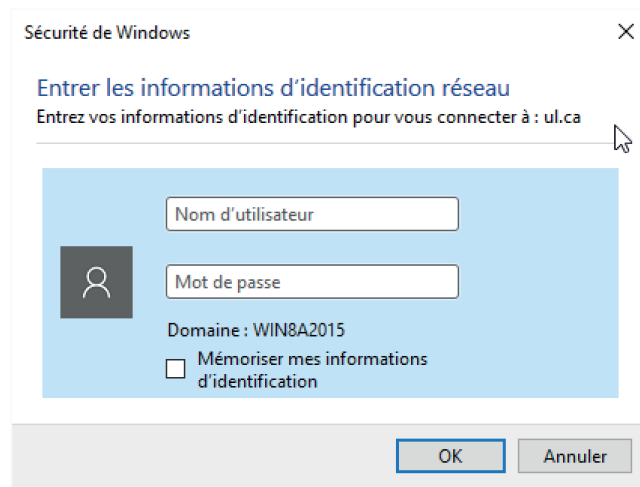 Sécurité de Windows
Entrer les informations d’identification réseau
Entrez vos informations d’identification pour vous connecter à : ul.ca
Nom d’utilisateur
Mot de passe
Domaine : WIN8A2015
Mémoriser mes informations
d’identification
OK Annuler